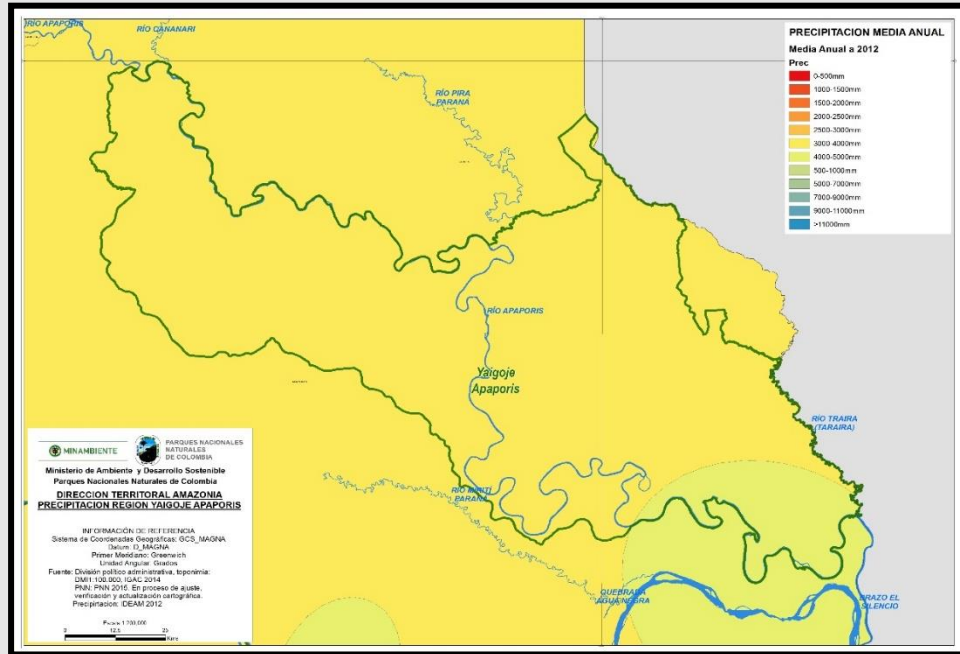 RÍO APAPORIS
RÍO CANANARI
RÍO PIRA
PARANÁ
RÍO APAPORIS
Yaigoje
Apaporis
RÍO TRAIRA
(TARAIRA)
RÍO MIRITÍ
PARANÁ
QUEBRADA
AGUA NEGRA
BRAZO EL
SILENCIO
PRECIPITACION MEDIA ANUAL
Media Anual a 2012
Prec
0-500mm
1000-1500mm
1500-2000mm
2000-2500mm
2500-3000mm
3000-4000mm
4000-5000mm
500-1000mm
5000-7000mm
7000-9000mm
9000-11000mm
>11000mm
MINAMBIENTE
PARQUES NACIONALES
NATURALES
DE COLOMBIA
Ministerio de Ambiente y Desarrollo Sostenible
Parques Nacionales Naturales de Colombia
DIRECCION TERRITORAL AMAZONIA
PRECIPITACION REGION YAIGOJE APAPORIS
INFORMACIÓN DE REFERENCIA
Sistema de Coordenadas Geográficas: GCS_MAGNA
Datum: D_MAGNA
Primer Meridiano: Greenwich
Unidad Angular: Grados
Fuente: División político administrativa, toponimia:
DMI1:100.000, IGAC 2014
PNN: PNN 2016. En proceso de ajuste,
verificación y actualización cartográfica.
Precipitacion: IDEAM 2012
0 12,5 25
Kms